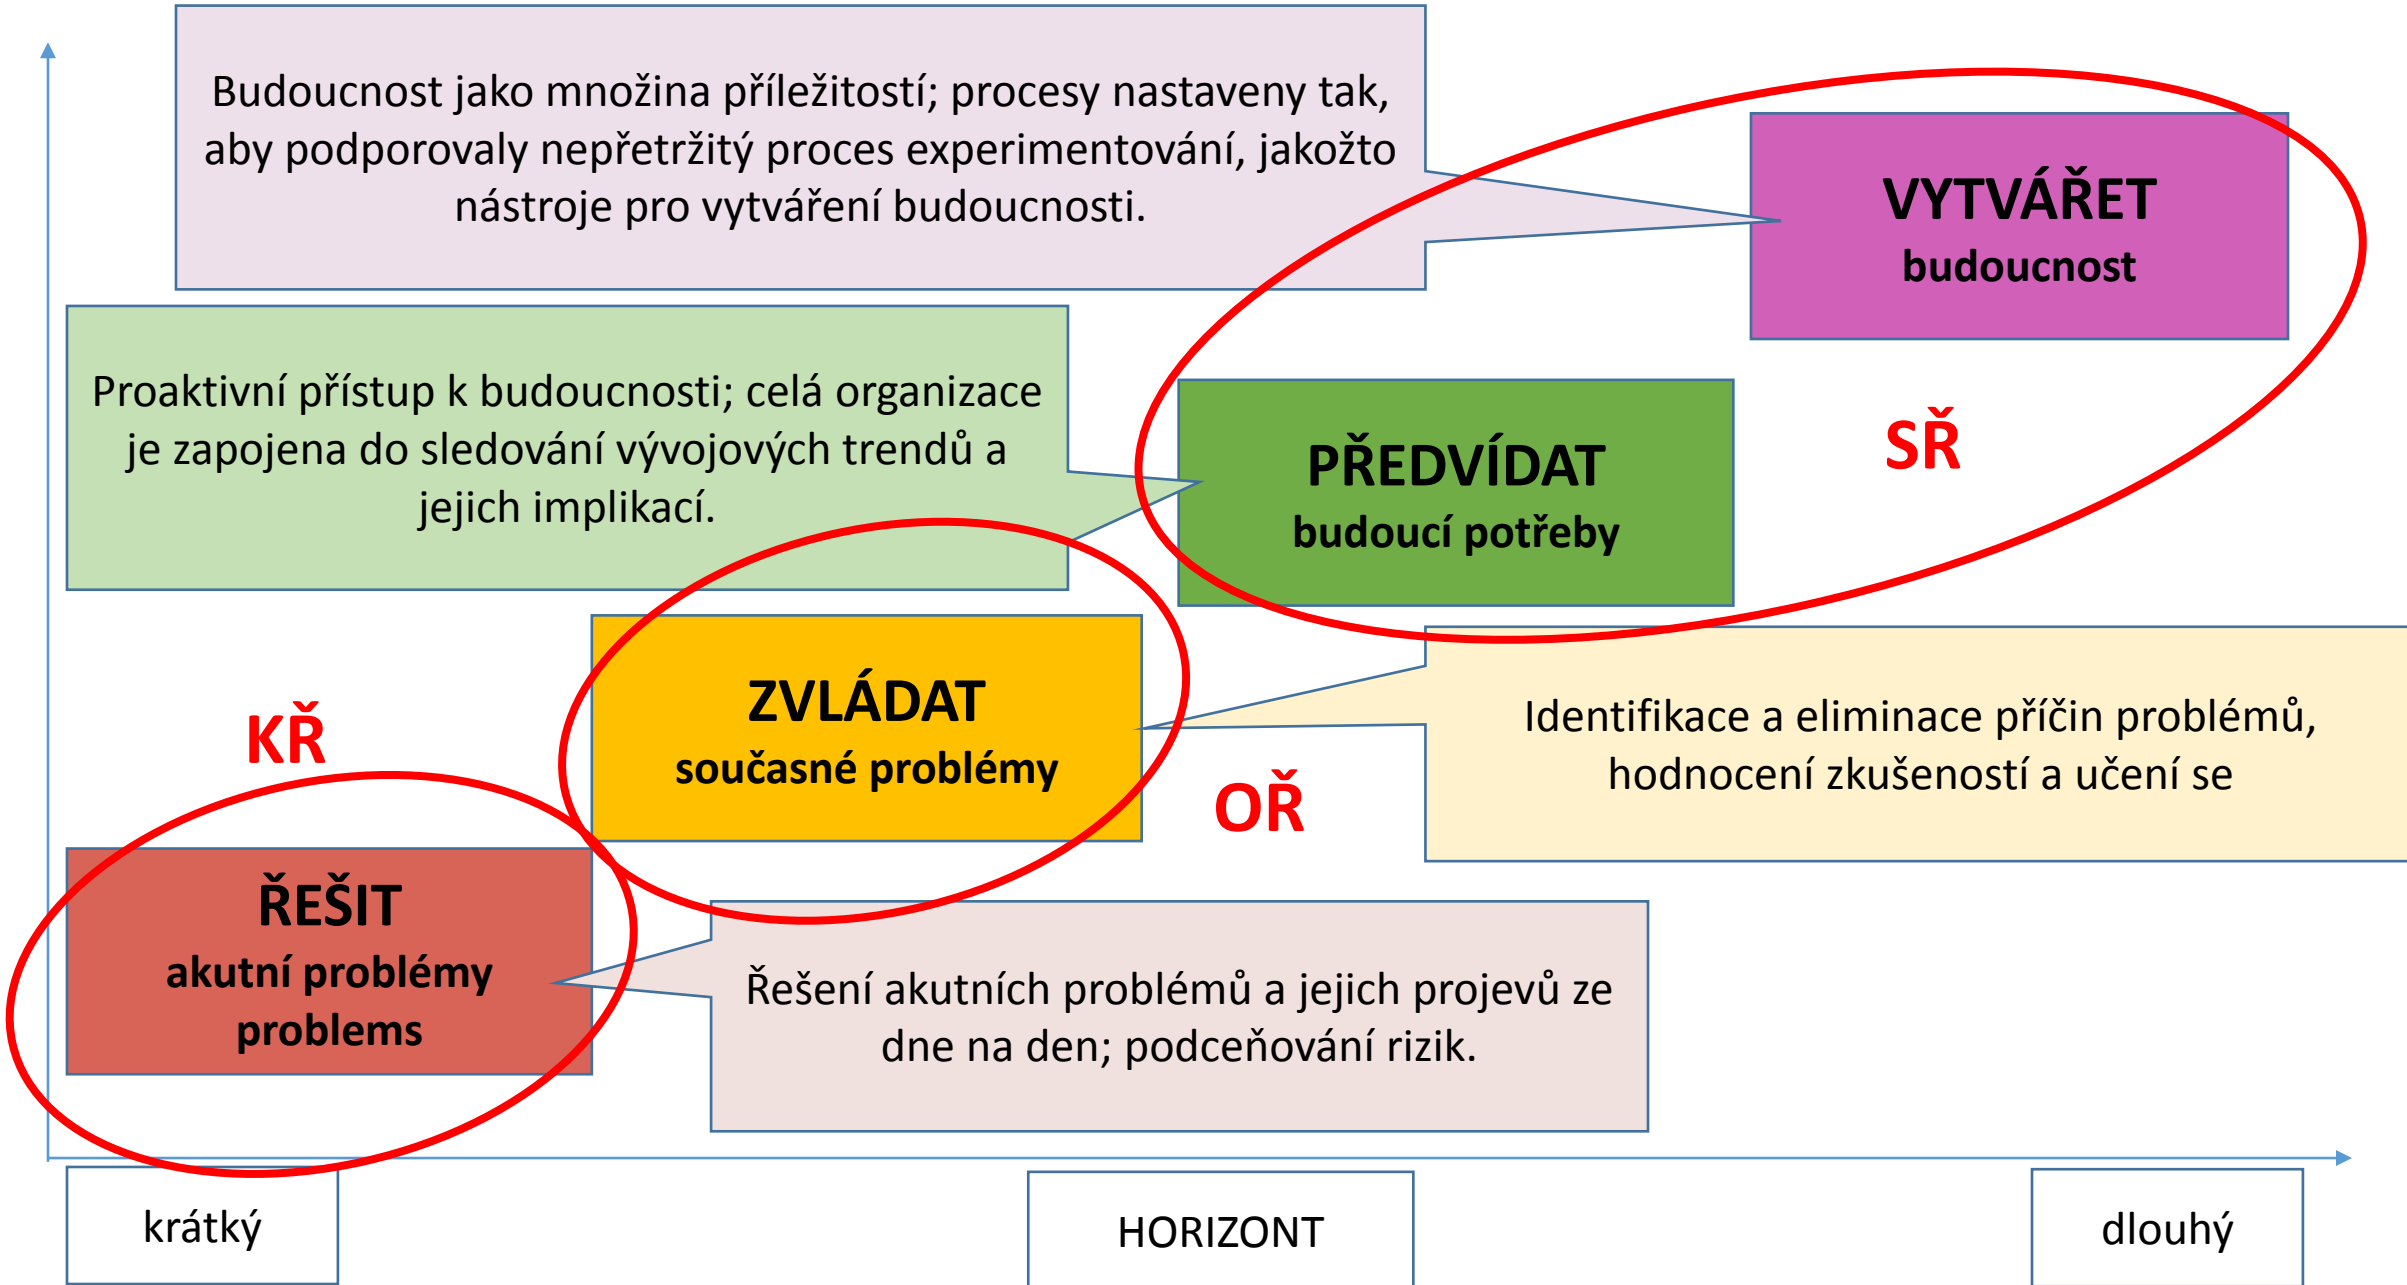 Budoucnost jako množina příležitostí; procesy nastaveny tak,
aby podporovaly nepřetržitý proces experimentování, jakožto
nástroje pro vytváření budoucnosti.
VYTVÁŘET
budoucnost
Proaktivní přístup k budoucnosti; celá organizace
je zapojena do sledování vývojových trendů a
jejich implikací.
PŘEDVÍDAT
budoucí potřeby
SŘ
KŘ
ZVLÁDAT
současné problémy
OŘ
Identifikace a eliminace příčin problémů,
hodnocení zkušeností a učení se
ŘEŠIT
akutní problémy
problems
Řešení akutních problémů a jejich projevů ze
dne na den; podceňování rizik.
krátký
HORIZONT
dlouhý